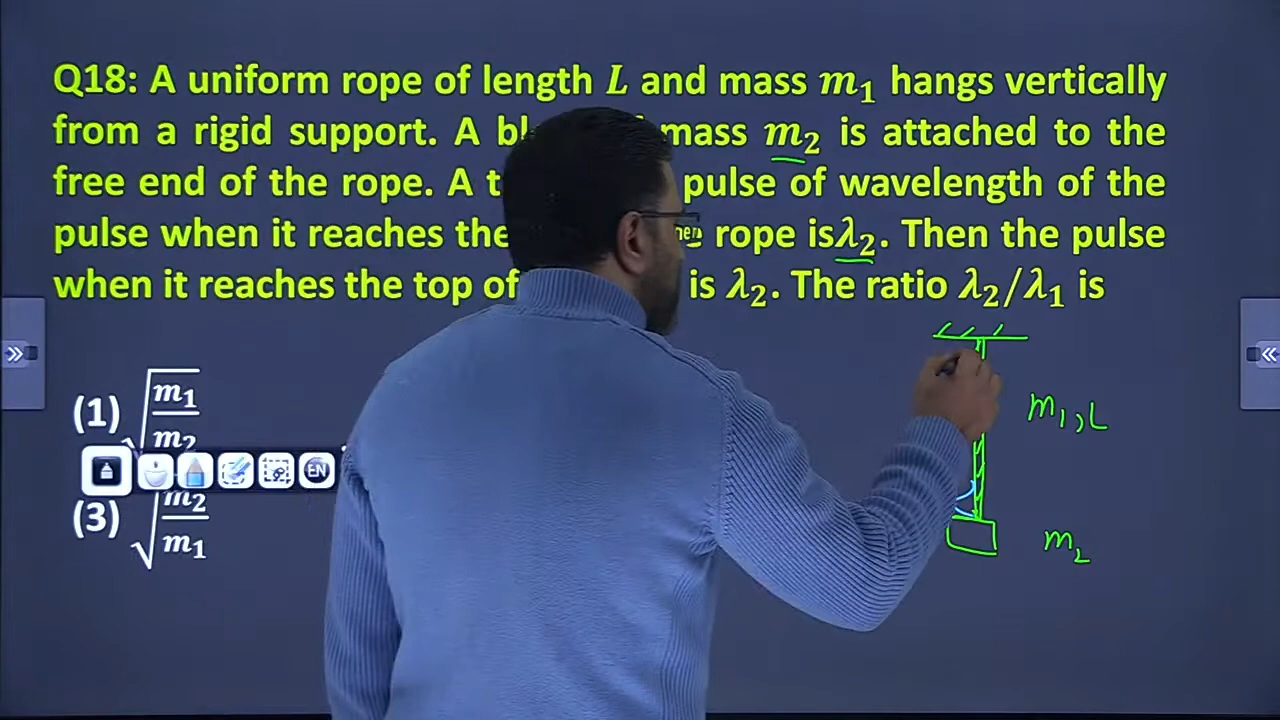 Q18: A uniform rope of length L and mass m₁ hangs vertically
from a rigid support. A mass m₂ is attached to the
free end of the rope. A pulse of wavelength of the
pulse when it reaches the rope isλ₂. Then the pulse
when it reaches the top of is λ₂. The ratio λ₂/λ₁ is
(1) √(m₁/m₂)
m₁, L
EN
(3) √(m₂/m₁)
m₂